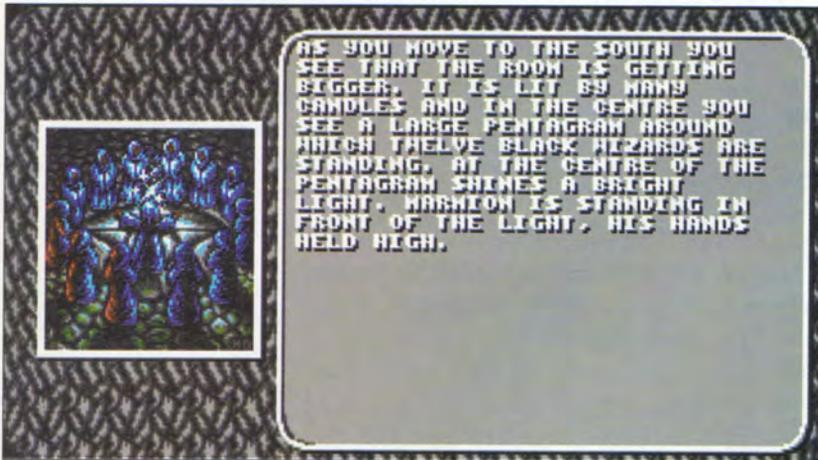 AS YOU MOVE TO THE SOUTH YOU
SEE THAT THE ROOM IS GETTING
BIGGER. IT IS LIT BY MANY
CANDLES AND IN THE CENTRE YOU
SEE A LARGE PENTAGRAM AROUND
WHICH TWELVE BLACK WIZARDS ARE
STANDING. AT THE CENTRE OF THE
PENTAGRAM SHINES A BRIGHT
LIGHT. MARMION IS STANDING IN
FRONT OF THE LIGHT, HIS HANDS
HELD HIGH.